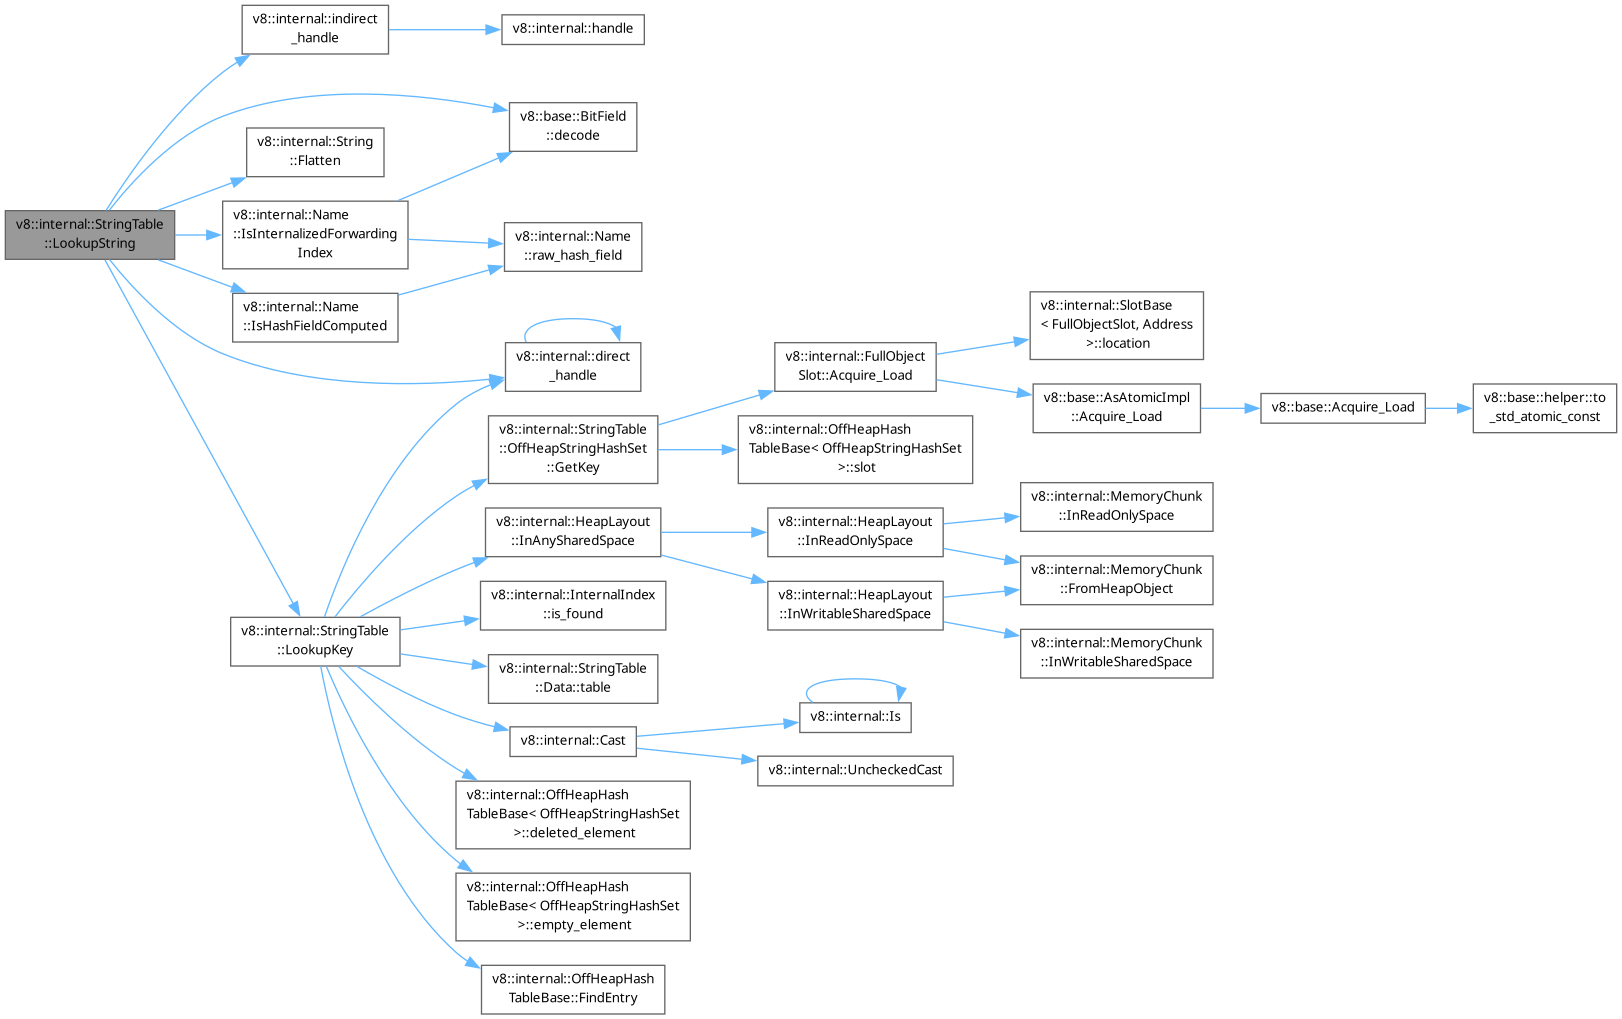 v8::internal::indirect
_handle
v8::internal::handle
v8::base::BitField
::decode
v8::internal::String
::Flatten
v8::internal::StringTable
::LookupString
v8::internal::Name
::IsInternalizedForwarding
Index
v8::internal::Name
::raw_hash_field
v8::internal::Name
::IsHashFieldComputed
v8::internal::direct
_handle
v8::internal::FullObject
Slot::Acquire_Load
v8::internal::SlotBase
< FullObjectSlot, Address
>::location
v8::base::AsAtomicImpl
::Acquire_Load
v8::base::Acquire_Load
v8::base::helper::to
_std_atomic_const
v8::internal::StringTable
::OffHeapStringHashSet
::GetKey
v8::internal::OffHeapHash
TableBase< OffHeapStringHashSet
>::slot
v8::internal::HeapLayout
::InAnySharedSpace
v8::internal::HeapLayout
::InReadOnlySpace
v8::internal::MemoryChunk
::InReadOnlySpace
v8::internal::MemoryChunk
::FromHeapObject
v8::internal::InternalIndex
::is_found
v8::internal::HeapLayout
::InWritableSharedSpace
v8::internal::MemoryChunk
::InWritableSharedSpace
v8::internal::StringTable
::LookupKey
v8::internal::StringTable
::Data::table
v8::internal::Cast
v8::internal::Is
v8::internal::UncheckedCast
v8::internal::OffHeapHash
TableBase< OffHeapStringHashSet
>::deleted_element
v8::internal::OffHeapHash
TableBase< OffHeapStringHashSet
>::empty_element
v8::internal::OffHeapHash
TableBase::FindEntry